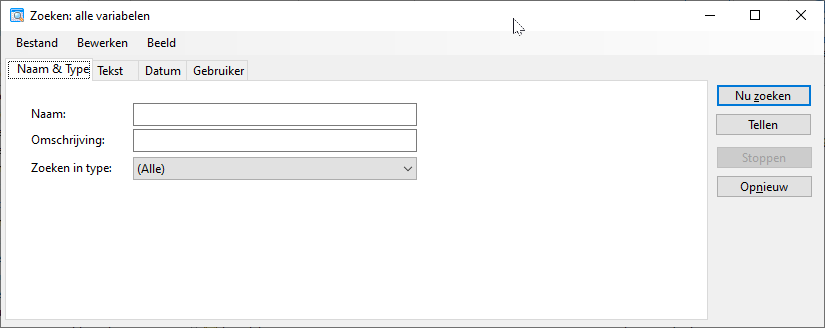 Zoeken: alle variabelen
Bestand Bewerken Beeld
Naam & Type Tekst Datum Gebruiker
Naam:
Omschrijving:
Zoeken in type: (Alle)
Nu zoeken
Tellen
Stoppen
Opnieuw